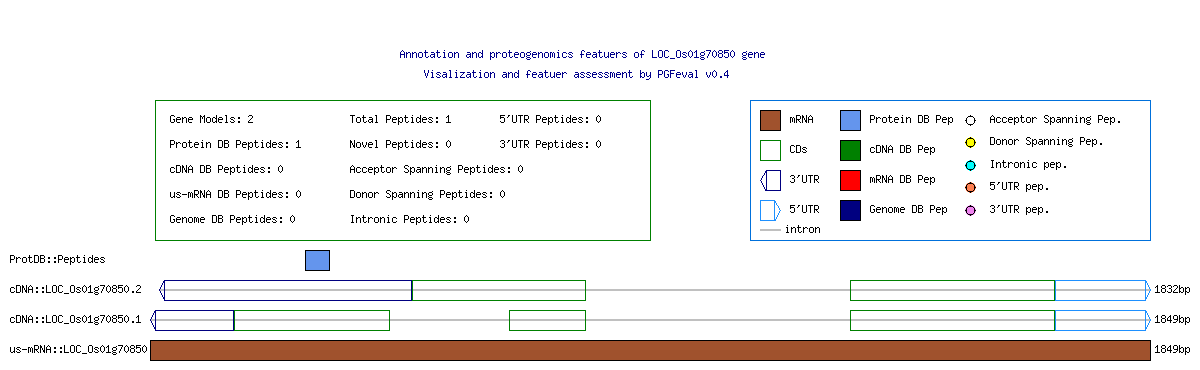 Annotation and proteogenomics featuers of LOC_Os01g70850 gene
Visalization and featuer assessment by PGFeval v0.4
Gene Models: 2 Total Peptides: 1 5'UTR Peptides: 0
Protein DB Peptides: 1 Novel Peptides: 0 3'UTR Peptides: 0
cDNA DB Peptides: 0 Acceptor Spanning Peptides: 0
us-mRNA DB Peptides: 0 Donor Spanning Peptides: 0
Genome DB Peptides: 0 Intronic Peptides: 0
mRNA Protein DB Pep Acceptor Spanning Pep.
CDs cDNA DB Pep Donor Spanning Pep.
3'UTR mRNA DB Pep Intronic pep.
5'UTR Genome DB Pep 5'UTR pep.
intron 3'UTR pep.
ProtDB::Peptides
cDNA::LOC_Os01g70850.2 1832bp
cDNA::LOC_Os01g70850.1 1849bp
us-mRNA::LOC_Os01g70850 1849bp